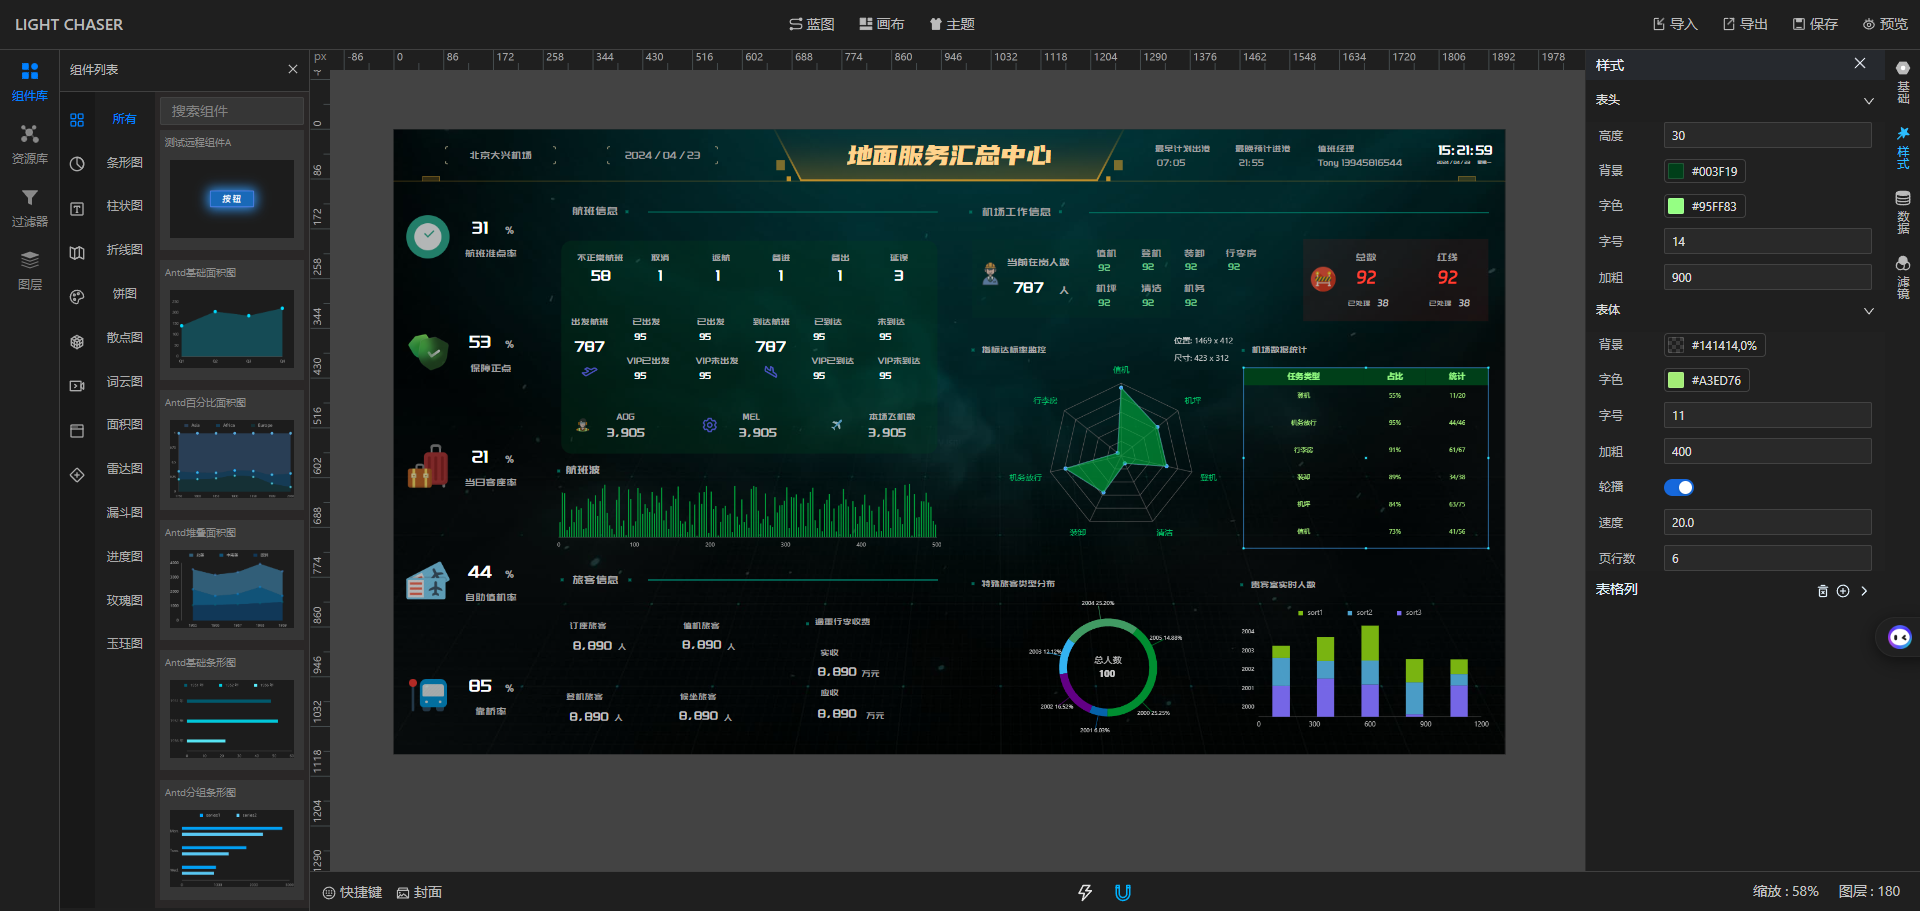 LIGHT CHASER
蓝图
画布
主题
导入
导出
保存
预览
组件库
资源库
过滤器
图层
组件列表
搜索组件
所有
条形图
柱状图
折线图
饼图
散点图
词云图
面积图
雷达图
漏斗图
进度图
玫瑰图
玉珏图
测试远程组件A
按钮
Antd基础面积图
Antd百分比面积图
Antd堆叠面积图
Antd基础条形图
Antd分组条形图
px
-86 0 86 172 258 344 430 516 602 688 774 860 946 1032 1118 1204 1290 1376 1462 1548 1634 1720 1806 1892 1978
0 86 172 258 344 430 516 602 688 774 860 946 1032 1118 1204 1290
北京大兴机场
2024 / 04 / 23
地面服务汇总中心
最早计划出港
07:05
最晚预计进港
21:55
值班经理
Tony 13945816544
15:21:59
31 %
航班准点率
53 %
保障正点
21 %
当日客座率
44 %
自助值机率
85 %
靠桥率
航班信息
不正常航班 取消 返航 备进 备出 延误
58 1 1 1 1 3
出发航班 已出发 已出发 到达航班 已到达 未到达
787 95 95 787 95 95
VIP已出发 VIP未出发 VIP已到达 VIP未到达
95 95 95 95
AOG MEL 本场飞机数
3,905 3,905 3,905
航班波
0 100 200 300 400 500
旅客信息
订座旅客
8,890 人
值机旅客
8,890 人
登机旅客
8,890 人
候坐旅客
8,890 人
逾重行李收费
实收
8,890 万元
应收
8,890 万元
机场工作信息
当前在岗人数
787 人
值机 登机 装卸 行李房
92 92 92 92
机坪 清洁 机务
92 92 92
总数 红线
92 92
已处理 38 已处理 38
指标达标率监控
值机
机坪
登机
清洁
装卸
机务放行
行李房
位置: 1469 x 412
尺寸: 423 x 312
机场数据统计
任务类型 占比 统计
登机 55% 11/20
机务放行 95% 44/46
行李房 91% 61/67
装卸 89% 34/38
机坪 84% 63/75
值机 73% 41/56
特殊旅客类型分布
2004 25.20%
2005 14.88%
2003 12.12%
总人数
100
2002 16.52%
2000 25.25%
2001 6.03%
贵宾室实时人数
sort1 sort2 sort3
2004
2003
2002
2001
2000
0 300 600 900 1200
样式
表头
高度 30
背景 #003F19
字色 #95FF83
字号 14
加粗 900
表体
背景 #141414,0%
字色 #A3ED76
字号 11
加粗 400
轮播
速度 20.0
页行数 6
表格列
基础
样式
数据
滤镜
快捷键
封面
缩放 : 58%
图层 : 180